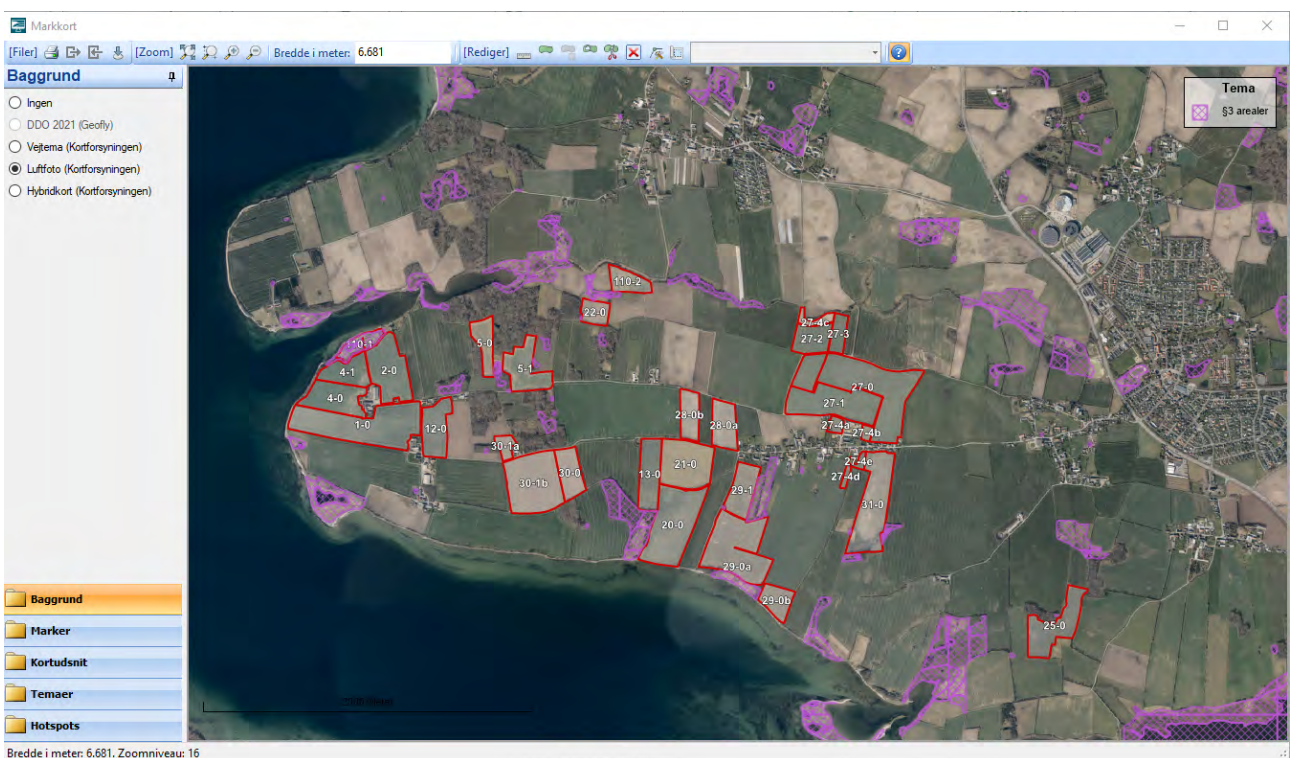 Markkort
[Filer] [Zoom] Bredde i meter: 6.681 [Rediger]
Baggrund
Ingen
DDO 2021 (Geofly)
Vejtema (Kortforsyningen)
Luftfoto (Kortforsyningen)
Hybridkort (Kortforsyningen)
Tema
§3 arealer
110-2
22-0
27-4c
27-2 27-3
110-1
5-0
4-1 2-0
5-1
4-0
27-0
27-1
1-0
12-0
28-0b
28-0a
27-4a
27-4b
30-1a
21-0
27-4e
13-0
30-0
30-1b
27-4d
29-1
31-0
20-0
29-0a
29-0b
25-0
Baggrund
Marker
Kortudsnit
Temaer
Hotspots
Bredde i meter: 6.681. Zoomniveau: 16